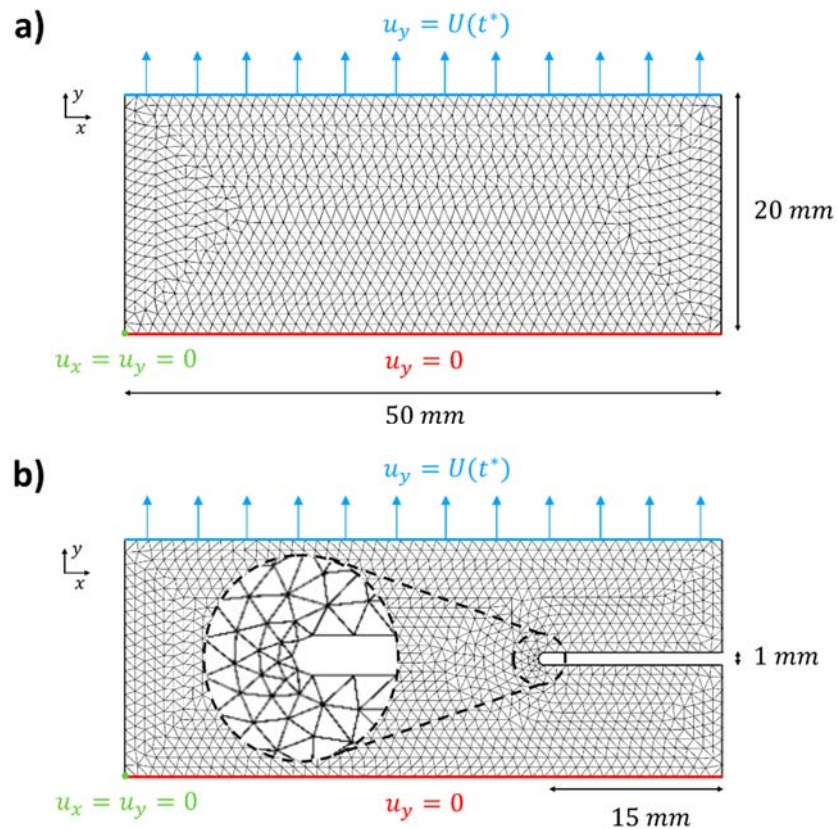 a)
u_y = U(t*)
y
x
20 mm
u_x = u_y = 0
u_y = 0
50 mm
b)
u_y = U(t*)
y
x
1 mm
u_x = u_y = 0
u_y = 0
15 mm